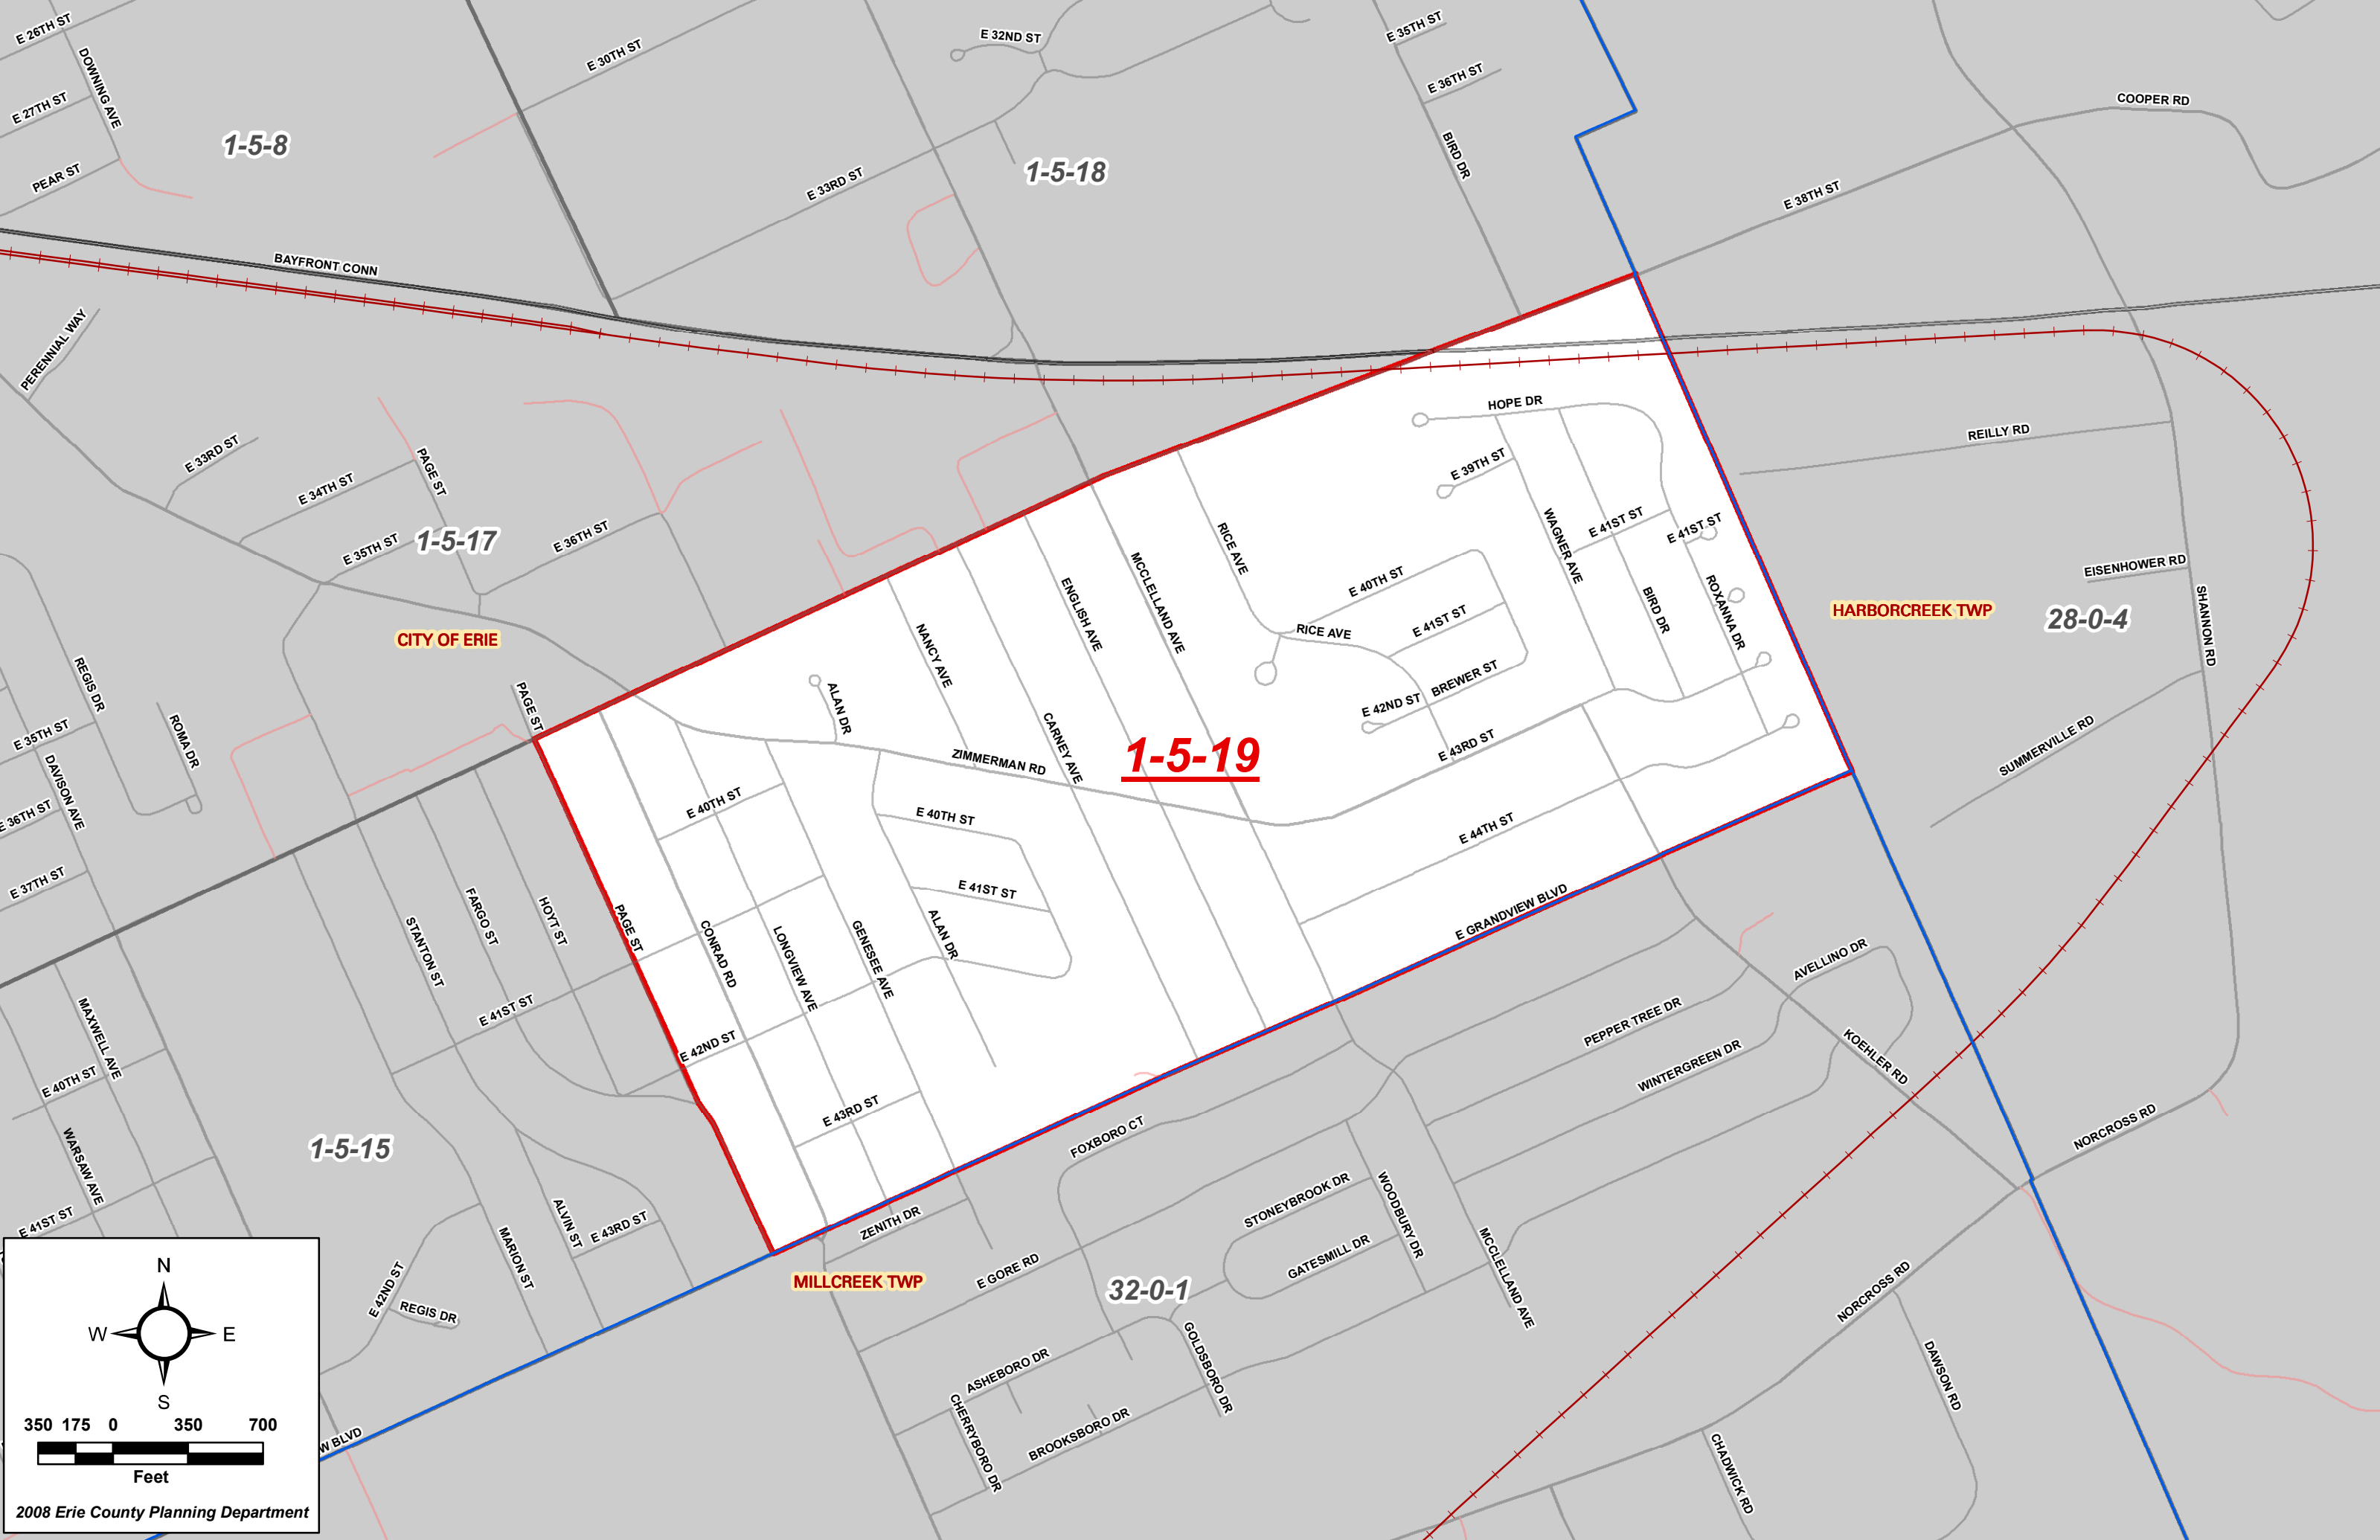 E 26TH ST
DOWNING AVE
E 27TH ST
PEAR ST
1-5-8
E 30TH ST
E 32ND ST
E 33RD ST
1-5-18
E 35TH ST
E 36TH ST
BIRD DR
COOPER RD
E 38TH ST
BAYFRONT CONN
PERENNIAL WAY
E 33RD ST
E 34TH ST
PAGE ST
E 35TH ST
1-5-17
E 36TH ST
CITY OF ERIE
REGIS DR
ROMA DR
E 35TH ST
DAVISON AVE
E 36TH ST
E 37TH ST
PAGE ST
HOPE DR
E 39TH ST
WAGNER AVE
E 41ST ST
E 41ST ST
RICE AVE
MCCLELLAND AVE
ENGLISH AVE
E 40TH ST
E 41ST ST
RICE AVE
BREWER ST
E 42ND ST
BIRD DR
ROXANNA DR
NANCY AVE
ALAN DR
CARNEY AVE
ZIMMERMAN RD
1-5-19
E 43RD ST
E 44TH ST
E GRANDVIEW BLVD
REILLY RD
EISENHOWER RD
HARBORCREEK TWP
28-0-4
SHANNON RD
SUMMERVILLE RD
E 40TH ST
E 40TH ST
E 41ST ST
ALAN DR
PAGE ST
CONRAD RD
LONGVIEW AVE
GENESEE AVE
E 42ND ST
E 43RD ST
STANTON ST
FARGO ST
HOYT ST
E 41ST ST
MAXWELL AVE
E 40TH ST
WARSAW AVE
E 41ST ST
1-5-15
ALVIN ST
E 43RD ST
MARION ST
E 42ND ST
REGIS DR
W BLVD
ZENITH DR
MILLCREEK TWP
FOXBORO CT
E GORE RD
32-0-1
STONEYBROOK DR
GATESMILL DR
WOODBURY DR
MCCLELLAND AVE
PEPPER TREE DR
WINTERGREEN DR
AVELLINO DR
KOEHLER RD
NORCROSS RD
NORCROSS RD
DAWSON RD
CHADWICK RD
ASHEBORO DR
GOLDSBORO DR
CHERRYBORO DR
BROOKSBORO DR
N
W
E
S
350 175 0 350 700
Feet
2008 Erie County Planning Department